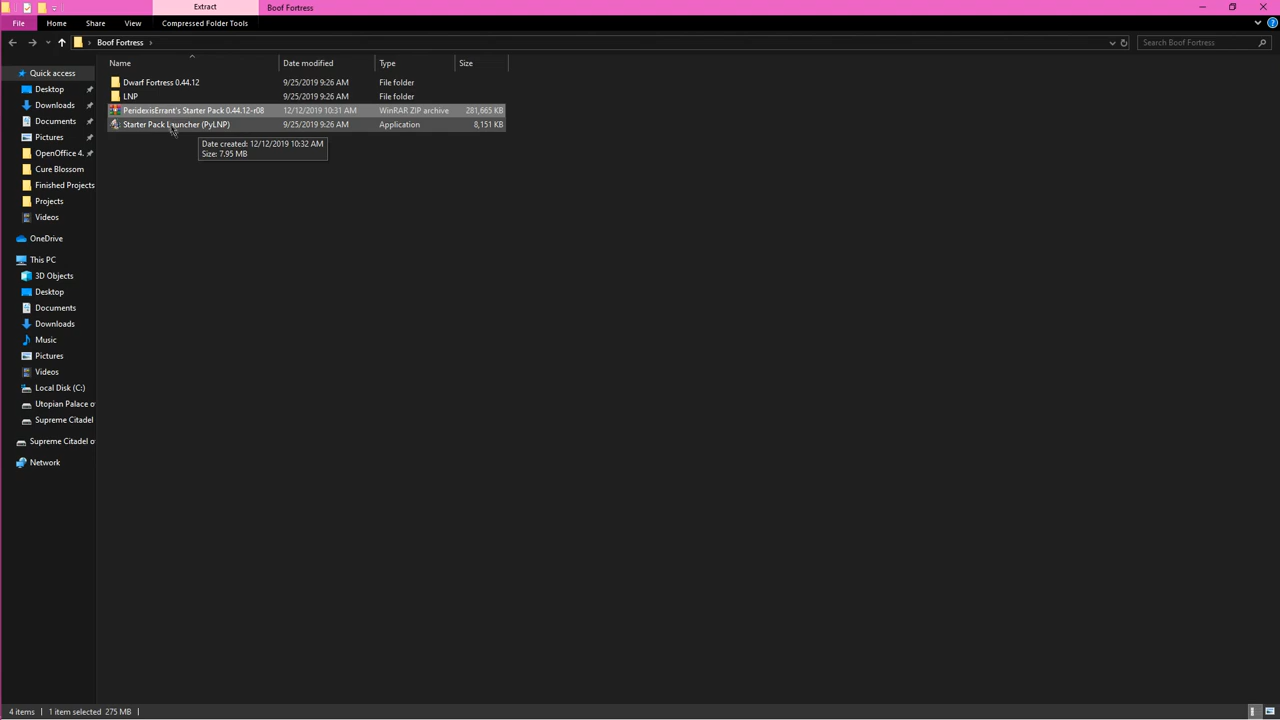 Extract
Boof Fortress
File
Home
Share
View
Compressed Folder Tools
Boof Fortress
Search Boof Fortress
Name
Date modified
Type
Size
Dwarf Fortress 0.44.12
9/25/2019 9:26 AM
File folder
LNP
9/25/2019 9:26 AM
File folder
PeridexisErrant's Starter Pack 0.44.12-r08
12/12/2019 10:31 AM
WinRAR ZIP archive
281,665 KB
Starter Pack Launcher (PyLNP)
9/25/2019 9:26 AM
Application
8,151 KB
Date created: 12/12/2019 10:32 AM
Size: 7.95 MB
Quick access
Desktop
Downloads
Documents
Pictures
OpenOffice 4.
Cure Blossom
Finished Projects
Projects
Videos
OneDrive
This PC
3D Objects
Desktop
Documents
Downloads
Music
Pictures
Videos
Local Disk (C:)
Utopian Palace o
Supreme Citadel
Supreme Citadel o
Network
4 items
1 item selected 275 MB